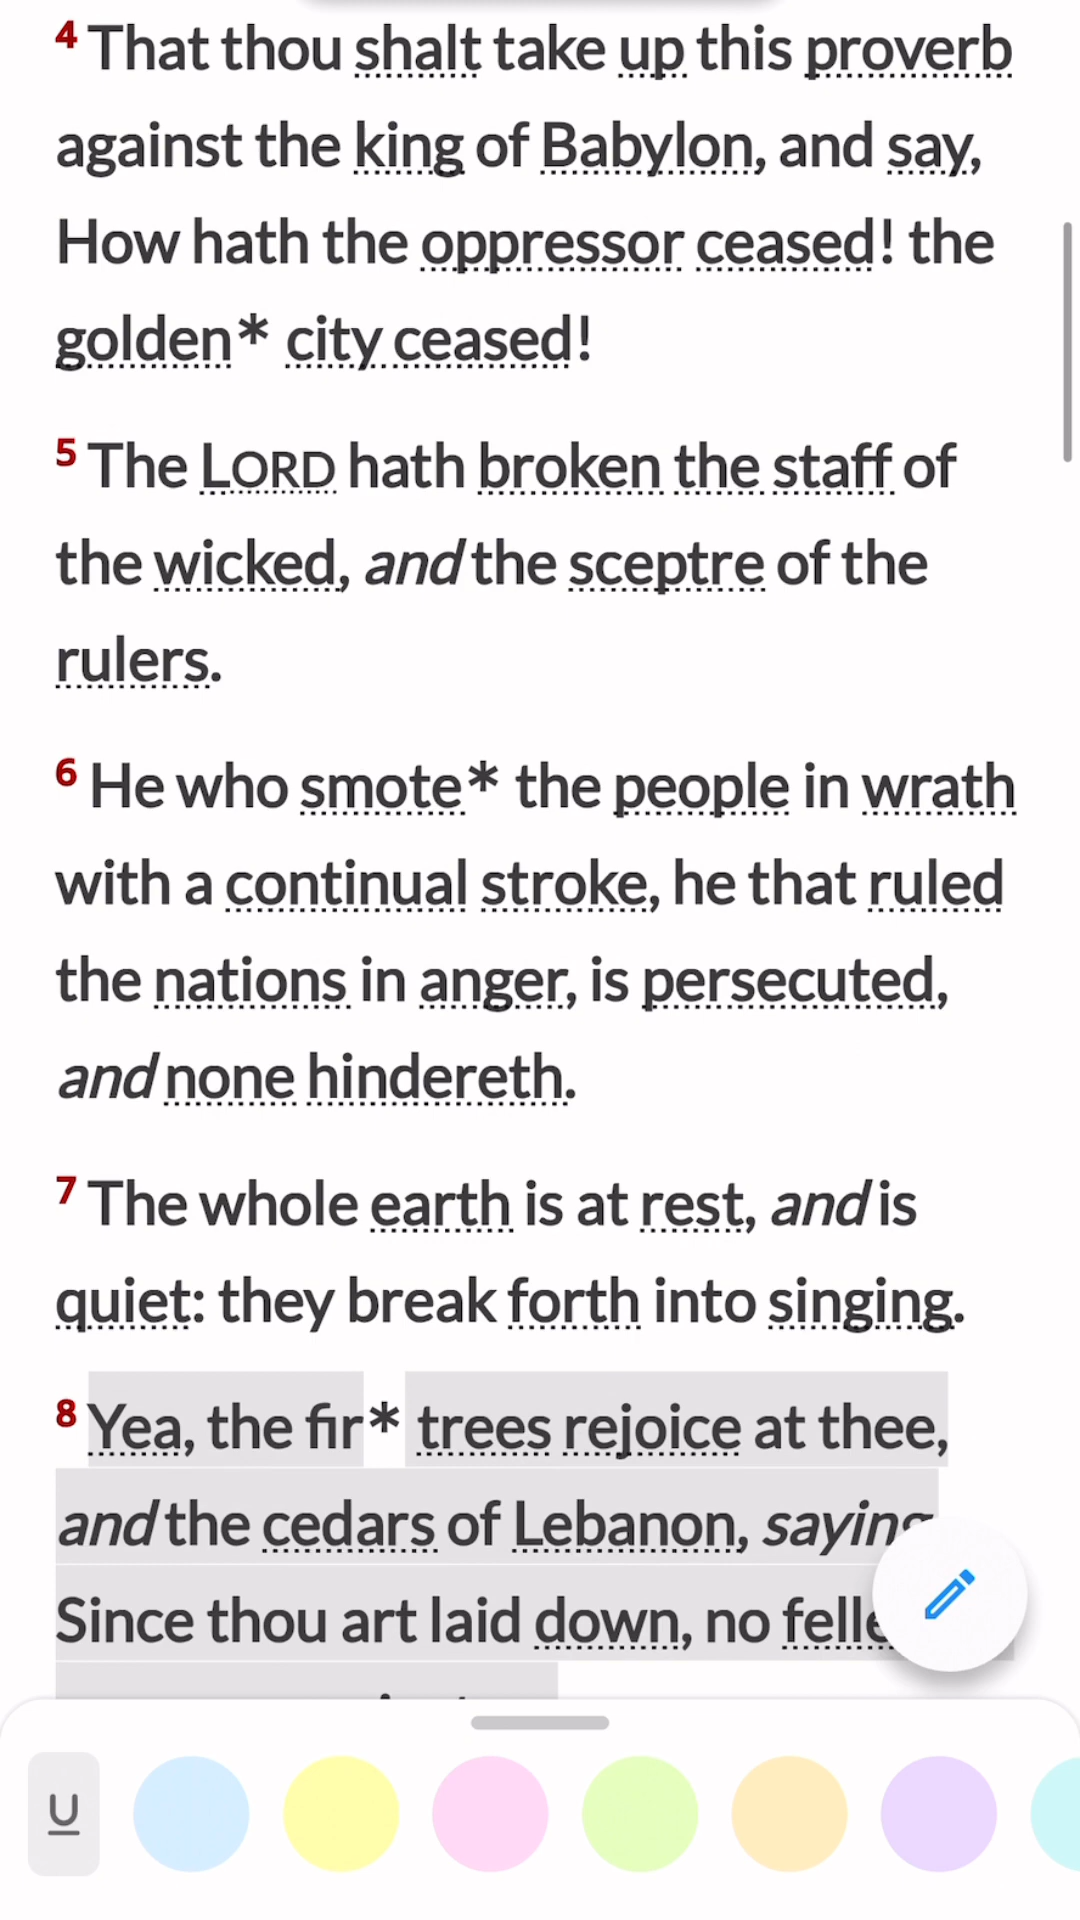 4 That thou shalt take up this proverb
against the king of Babylon, and say,
How hath the oppressor ceased! the
golden* city ceased!
5 The LORD hath broken the staff of
the wicked, and the sceptre of the
rulers.
6 He who smote* the people in wrath
with a continual stroke, he that ruled
the nations in anger, is persecuted,
and none hindereth.
7 The whole earth is at rest, and is
quiet: they break forth into singing.
8 Yea, the fir* trees rejoice at thee,
and the cedars of Lebanon,
Since thou art laid down, no
U